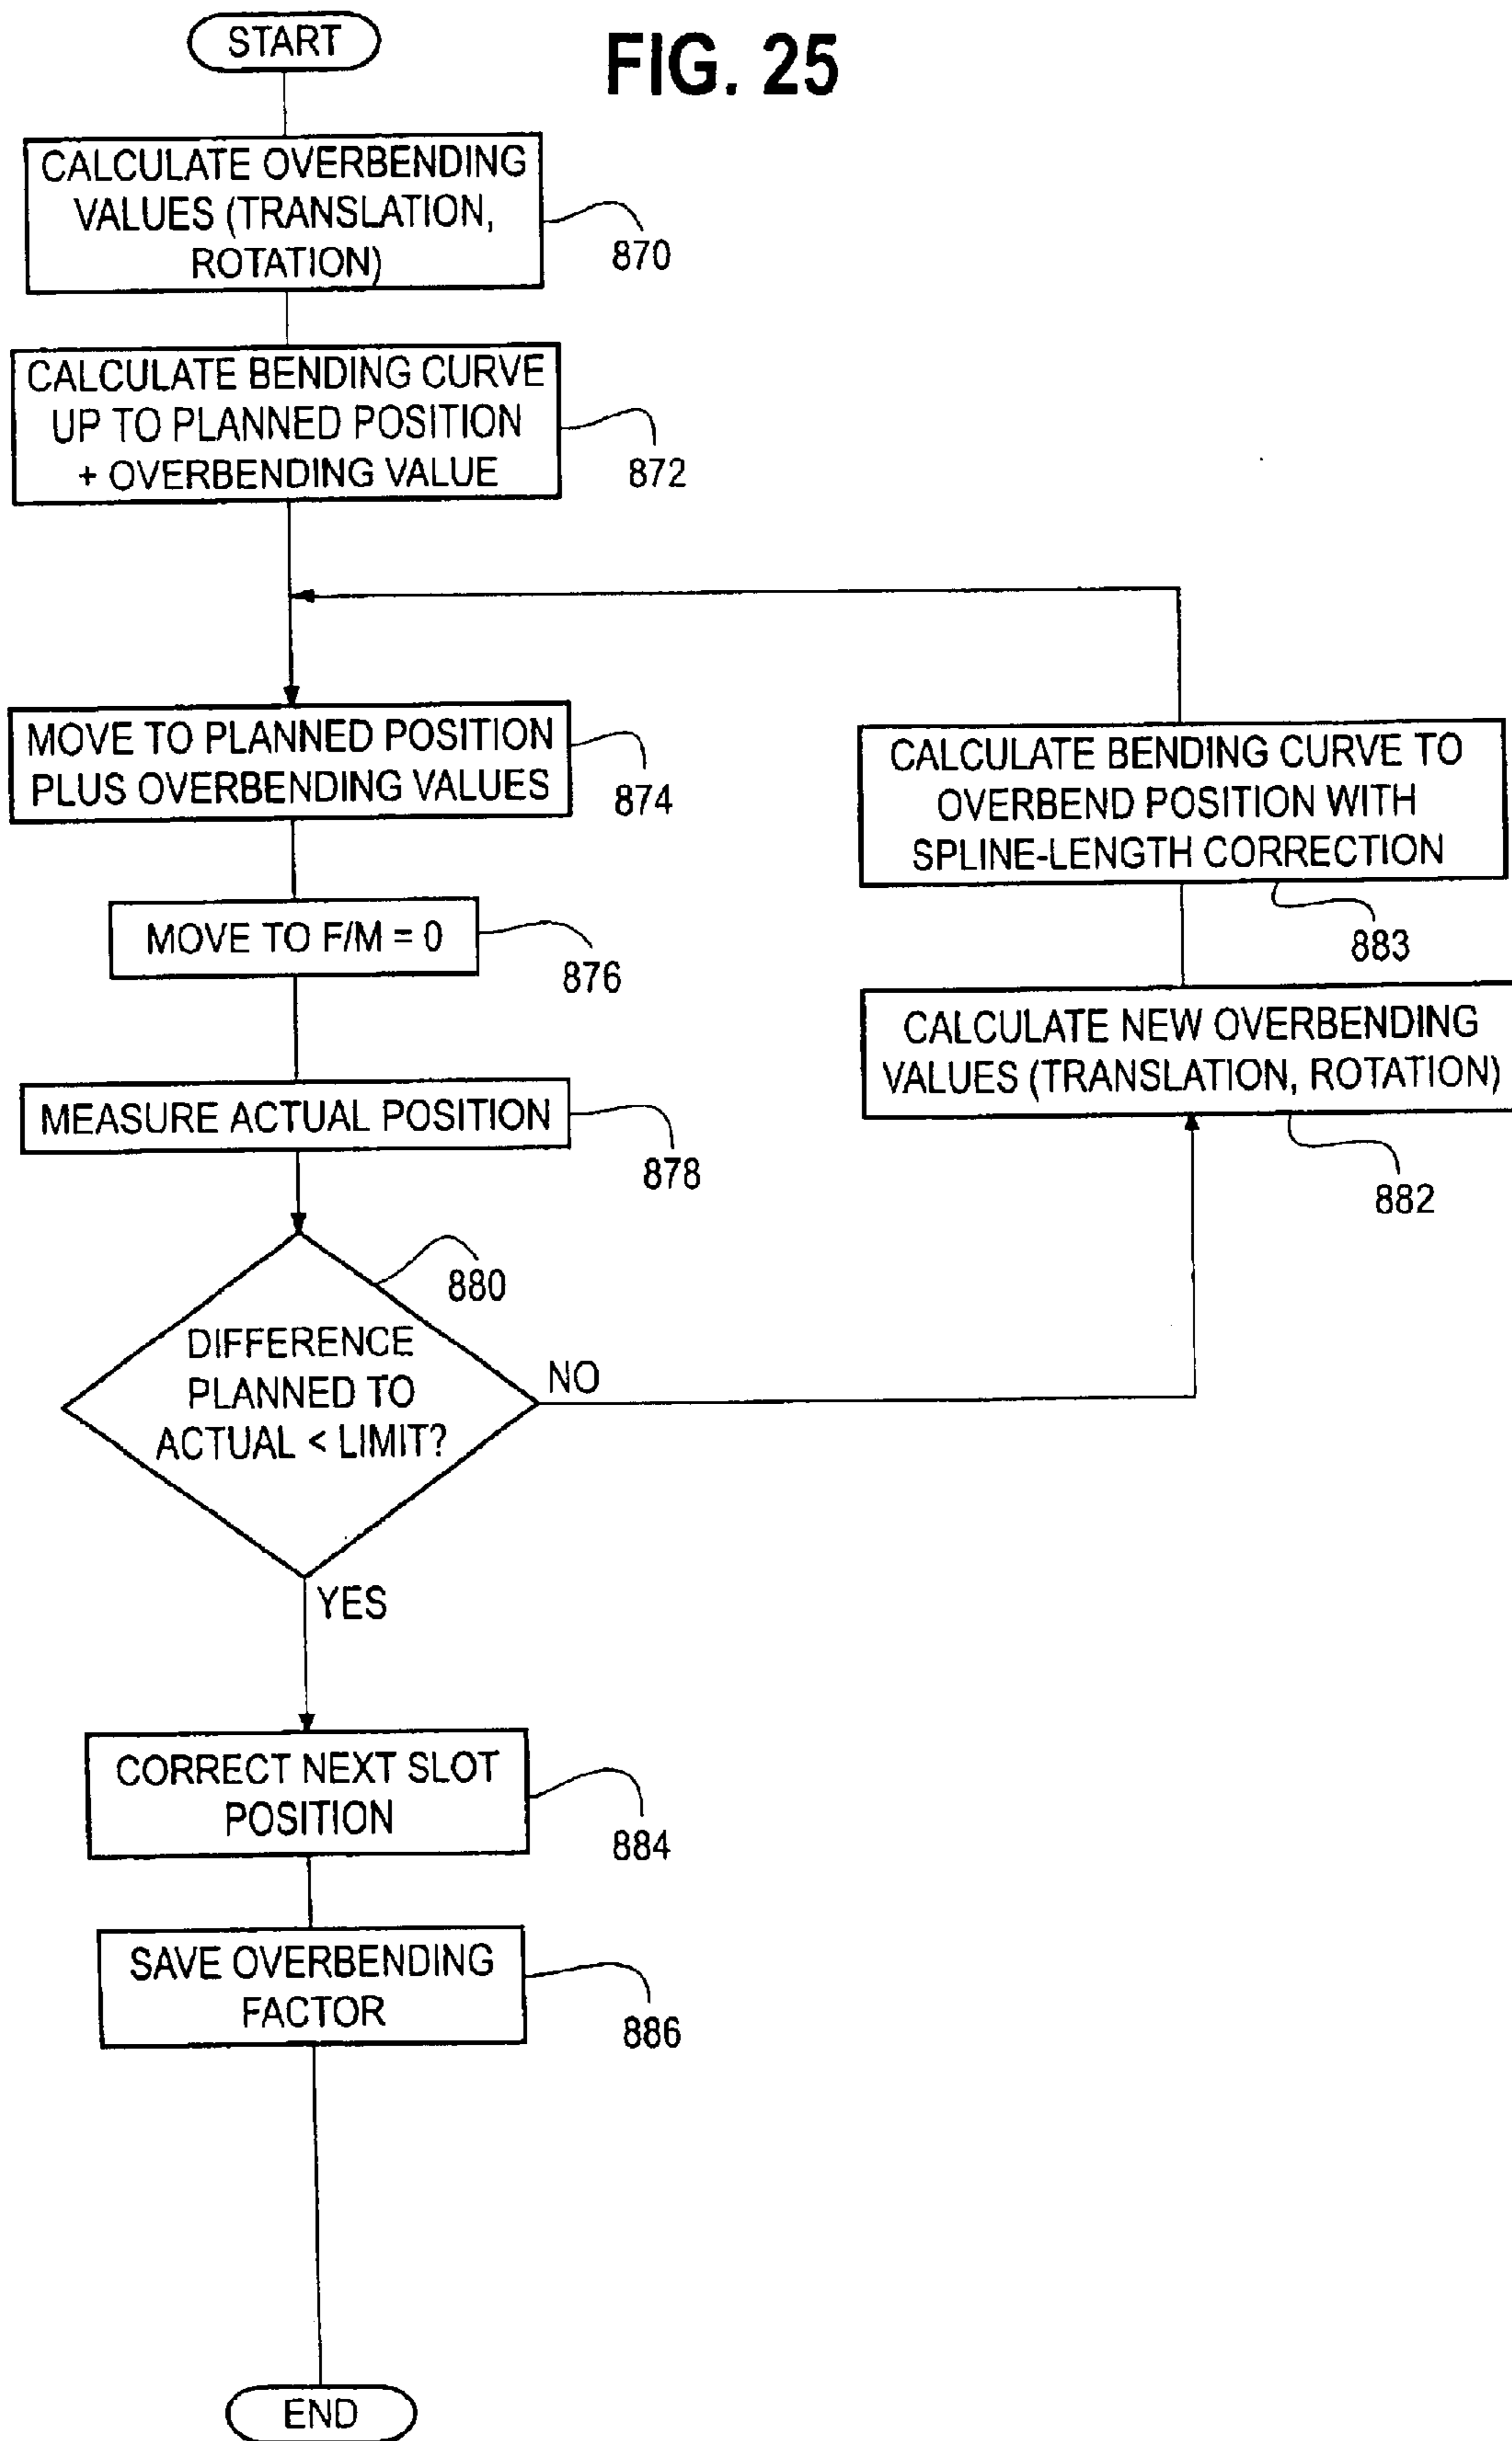 START
FIG. 25
CALCULATE OVERBENDING
VALUES (TRANSLATION,
ROTATION)
870
CALCULATE BENDING CURVE
UP TO PLANNED POSITION
+ OVERBENDING VALUE
872
MOVE TO PLANNED POSITION
PLUS OVERBENDING VALUES
874
CALCULATE BENDING CURVE TO
OVERBEND POSITION WITH
SPLINE-LENGTH CORRECTION
883
MOVE TO F/M = 0
876
CALCULATE NEW OVERBENDING
VALUES (TRANSLATION, ROTATION)
882
MEASURE ACTUAL POSITION
878
880
DIFFERENCE
PLANNED TO
ACTUAL < LIMIT?
NO
YES
CORRECT NEXT SLOT
POSITION
884
SAVE OVERBENDING
FACTOR
886
END